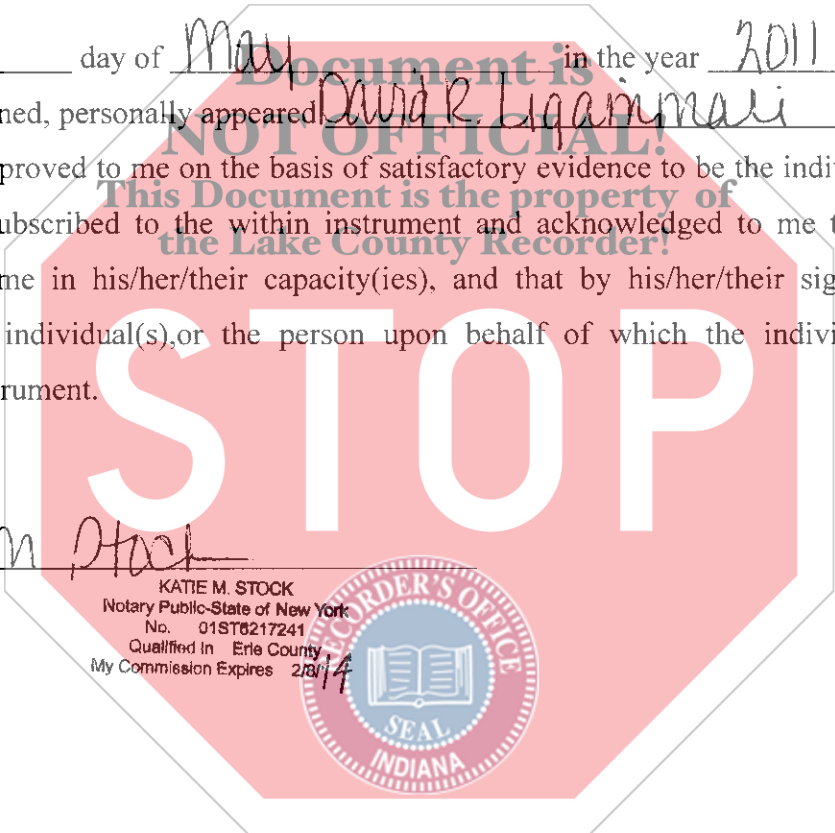 day of May in the year 2011
Document is
ned, personally appeared David R. Ligammari
NOT OFFICIAL!
proved to me on the basis of satisfactory evidence to be the indi
This Document is the property of
ubscribed to the within instrument and acknowledged to me t
the Lake County Recorder!
me in his/her/their capacity(ies), and that by his/her/their sig
individual(s),or the person upon behalf of which the indivi
rument.
STOP
n Stock
KATIE M. STOCK
Notary Public-State of New York
No. 01ST6217241
Qualified In Erie County
My Commission Expires 2/8/14
RECORDER'S OFFICE
SEAL
INDIANA